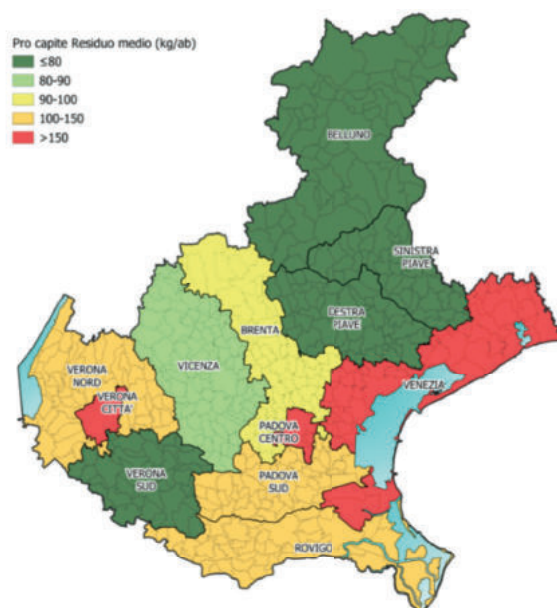 Pro capite Residuo medio (kg/ab)
≤80
80-90
90-100
100-150
>150
BELLUNO
SINISTRA
PIAVE
DESTRA
PIAVE
BRENTA
VICENZA
VENEZIA
VERONA
NORD
VERONA
CITTA'
PADOVA
CENTRO
VERONA
SUD
PADOVA
SUD
ROVIGO